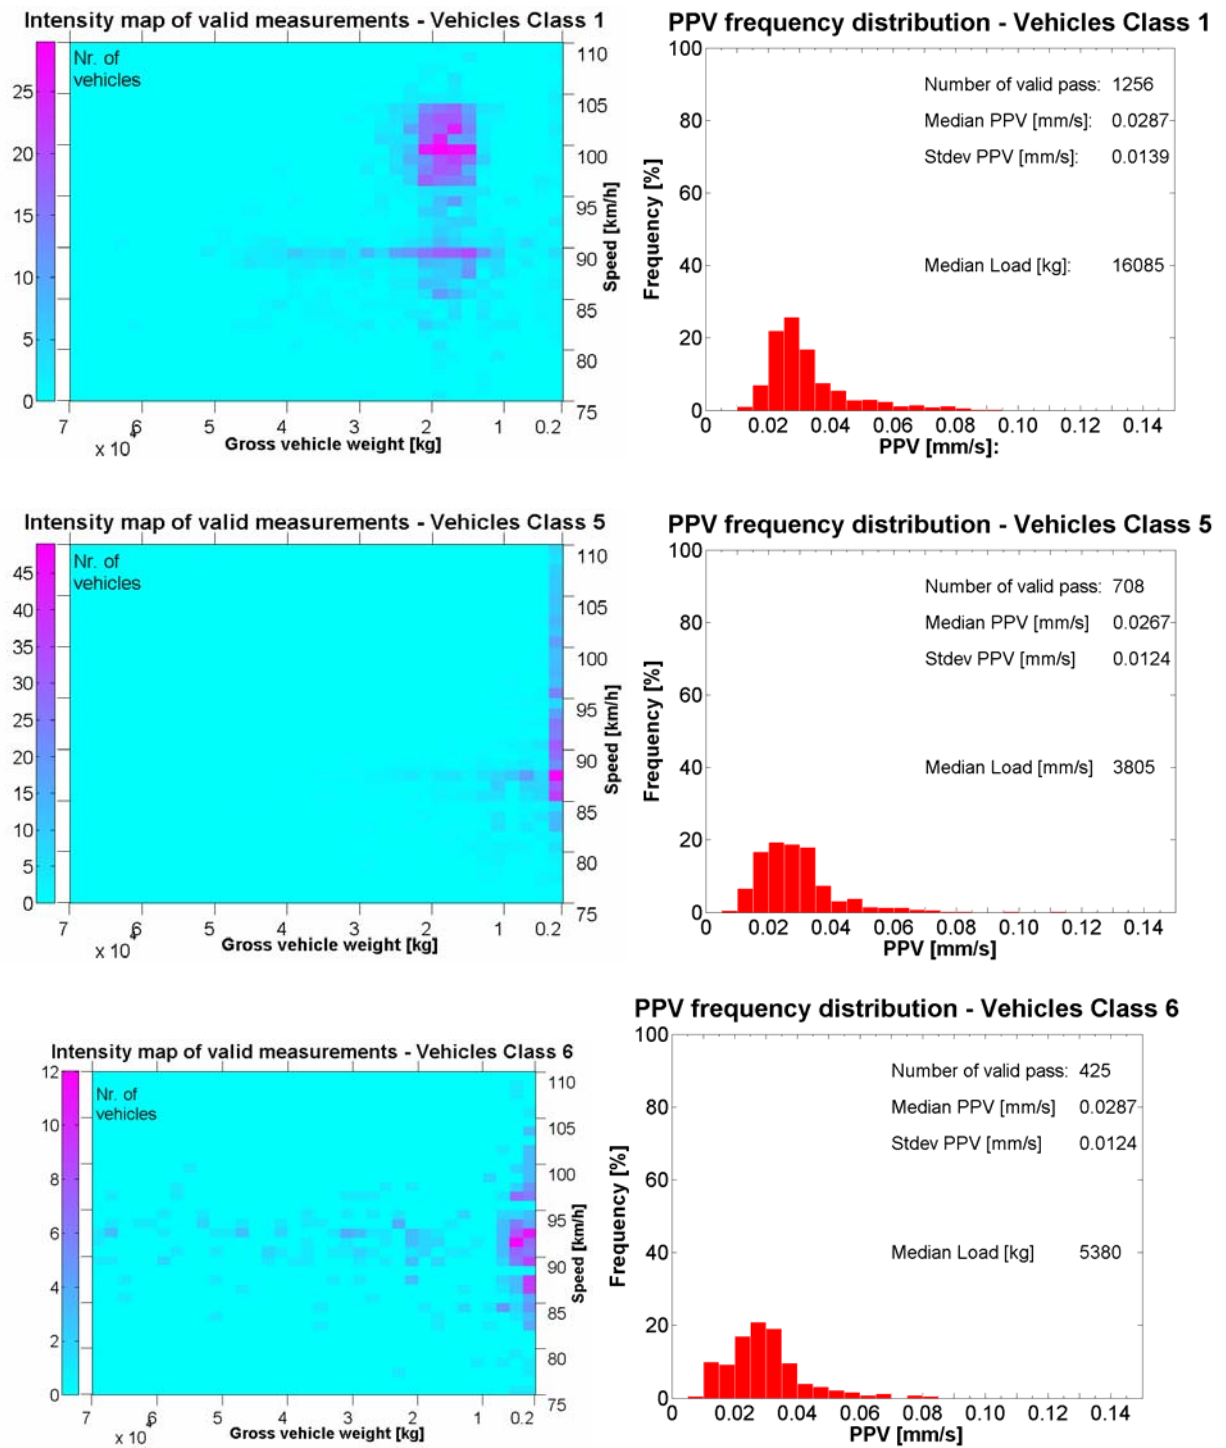 Intensity map of valid measurements - Vehicles Class 1
Nr. of
vehicles
25
20
15
10
5
0
110
105
100
95
90
85
80
75
Speed [km/h]
7 6 5 4 3 2 1 0.2
x 10^4
Gross vehicle weight [kg]
PPV frequency distribution - Vehicles Class 1
100
80
60
40
20
0
Frequency [%]
Number of valid pass: 1256
Median PPV [mm/s]: 0.0287
Stdev PPV [mm/s]: 0.0139
Median Load [kg]: 16085
0 0.02 0.04 0.06 0.08 0.10 0.12 0.14
PPV [mm/s]:
Intensity map of valid measurements - Vehicles Class 5
Nr. of
vehicles
45
40
35
30
25
20
15
10
5
0
110
105
100
95
90
85
80
75
Speed [km/h]
7 6 5 4 3 2 1 0.2
x 10^4
Gross vehicle weight [kg]
PPV frequency distribution - Vehicles Class 5
100
80
60
40
20
0
Frequency [%]
Number of valid pass: 708
Median PPV [mm/s] 0.0267
Stdev PPV [mm/s] 0.0124
Median Load [mm/s] 3805
0 0.02 0.04 0.06 0.08 0.10 0.12 0.14
PPV [mm/s]
Intensity map of valid measurements - Vehicles Class 6
Nr. of
vehicles
12
10
8
6
4
2
0
110
105
100
95
90
85
80
75
Speed [km/h]
7 6 5 4 3 2 1 0.2
x 10^4
Gross vehicle weight [kg]
PPV frequency distribution - Vehicles Class 6
100
80
60
40
20
0
Frequency [%]
Number of valid pass: 425
Median PPV [mm/s] 0.0287
Stdev PPV [mm/s] 0.0124
Median Load [kg] 5380
0 0.02 0.04 0.06 0.08 0.10 0.12 0.14
PPV [mm/s]